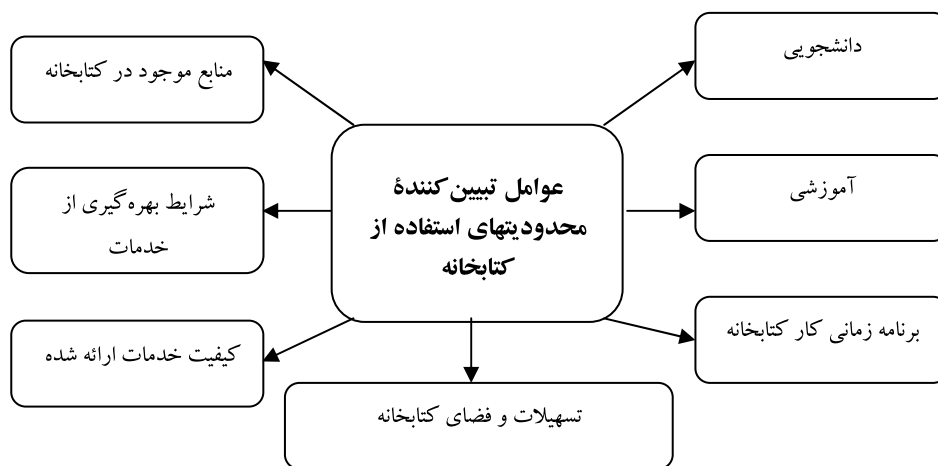 دانشجویی
منابع موجود در کتابخانه
عوامل تبیین‌کنندهٔ
محدودیتهای استفاده از
کتابخانه
آموزشی
شرایط بهره‌گیری از
خدمات
برنامه زمانی کار کتابخانه
کیفیت خدمات ارائه شده
تسهیلات و فضای کتابخانه